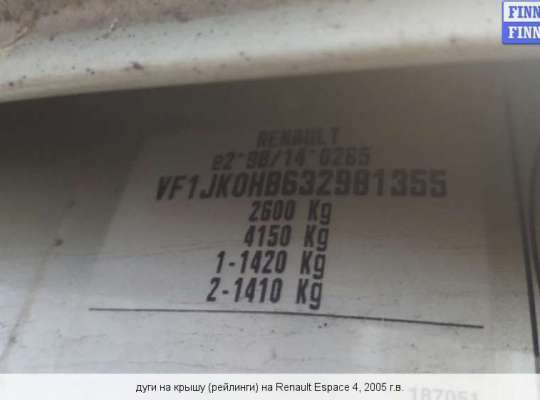 FINN
FINN
RENAULT
e2*98/14*0265
VF1JK0HB632981355
2600 Kg
4150 Kg
1-1420 Kg
2-1410 Kg
187051
дуги на крышу (рейлинги) на Renault Espace 4, 2005 г.в.